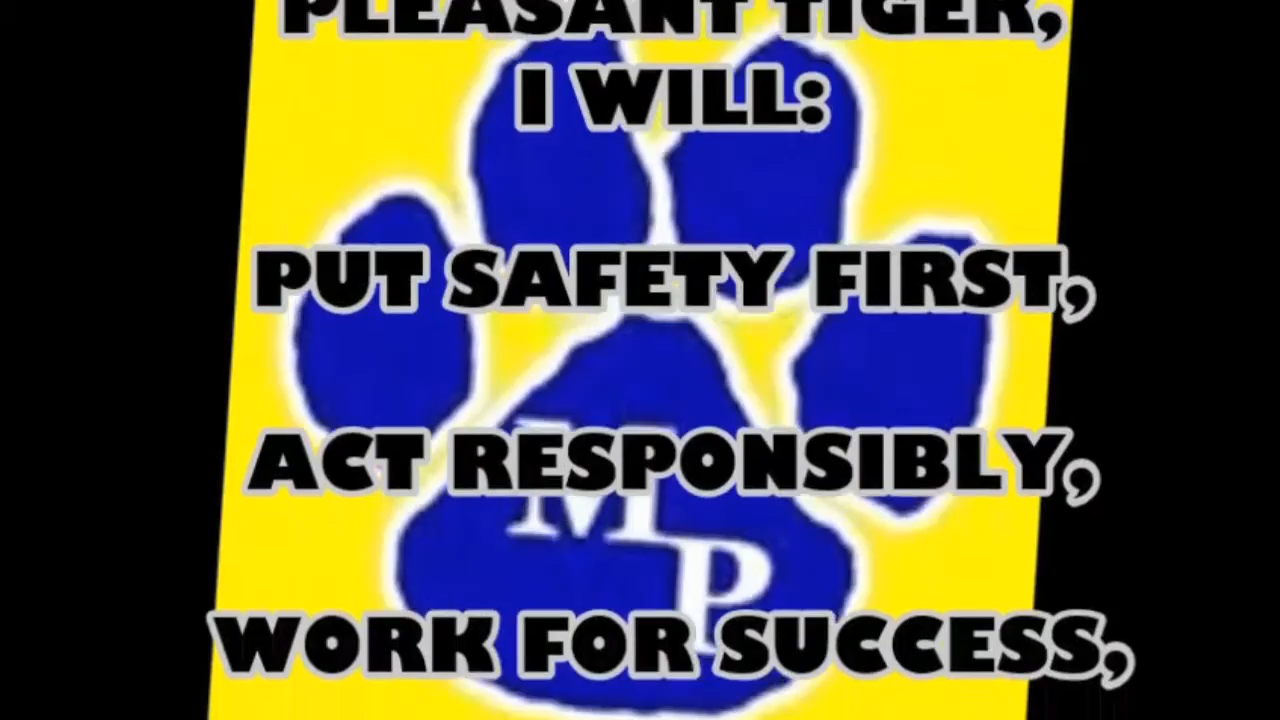 PLEASANT TIGER,
I WILL:
PUT SAFETY FIRST,
ACT RESPONSIBLY,
M
P
WORK FOR SUCCESS,